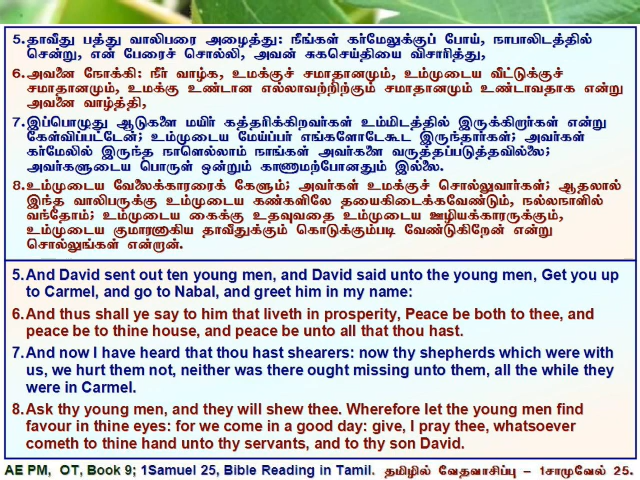 5.தாவீது பத்து வாலிபரை அழைத்து: நீங்கள் கர்மேலுக்குப் போய், நாபாலிடத்தில்
சென்று, என் பேரைச் சொல்லி, அவன் சுகசெய்தியை விசாரித்து,
6.அவனை நோக்கி: நீர் வாழ்க, உமக்குச் சமாதானமும், உம்முடைய வீட்டுக்குச்
சமாதானமும், உமக்கு உண்டான எல்லாவற்றிற்கும் சமாதானமும் உண்டாவதாக என்று
அவனை வாழ்த்தி,
7.இப்பொழுது ஆடுகளை மயிர் கத்தரிக்கிறவர்கள் உம்மிடத்தில் இருக்கிறார்கள் என்று
கேள்விப்பட்டேன்; உம்முடைய மேய்ப்பர் எங்களோடேகூட இருந்தார்கள்; அவர்கள்
கர்மேலில் இருந்த நாளெல்லாம் நாங்கள் அவர்களை வருத்தப்படுத்தவில்லை;
அவர்களுடைய பொருள் ஒன்றும் காணாமற்போனதும் இல்லை.
8.உம்முடைய வேலைக்காரரைக் கேளும்; அவர்கள் உமக்குச் சொல்லுவார்கள்; ஆதலால்
இந்த வாலிபருக்கு உம்முடைய கண்களிலே தயைகிடைக்கவேண்டும், நல்லநாளில்
வந்தோம்; உம்முடைய கைக்கு உதவுவதை உம்முடைய ஊழியக்காரருக்கும்,
உம்முடைய குமாரனாகிய தாவீதுக்கும் கொடுக்கும்படி வேண்டுகிறேன் என்று
சொல்லுங்கள் என்றான்.
5.And David sent out ten young men, and David said unto the young men, Get you up
to Carmel, and go to Nabal, and greet him in my name:
6.And thus shall ye say to him that liveth in prosperity, Peace be both to thee, and
peace be to thine house, and peace be unto all that thou hast.
7.And now I have heard that thou hast shearers: now thy shepherds which were with
us, we hurt them not, neither was there ought missing unto them, all the while they
were in Carmel.
8.Ask thy young men, and they will shew thee. Wherefore let the young men find
favour in thine eyes: for we come in a good day: give, I pray thee, whatsoever
cometh to thine hand unto thy servants, and to thy son David.
AE PM, OT, Book 9; 1Samuel 25, Bible Reading in Tamil. தமிழில் வேதவாசிப்பு – 1சாமுவேல் 25.